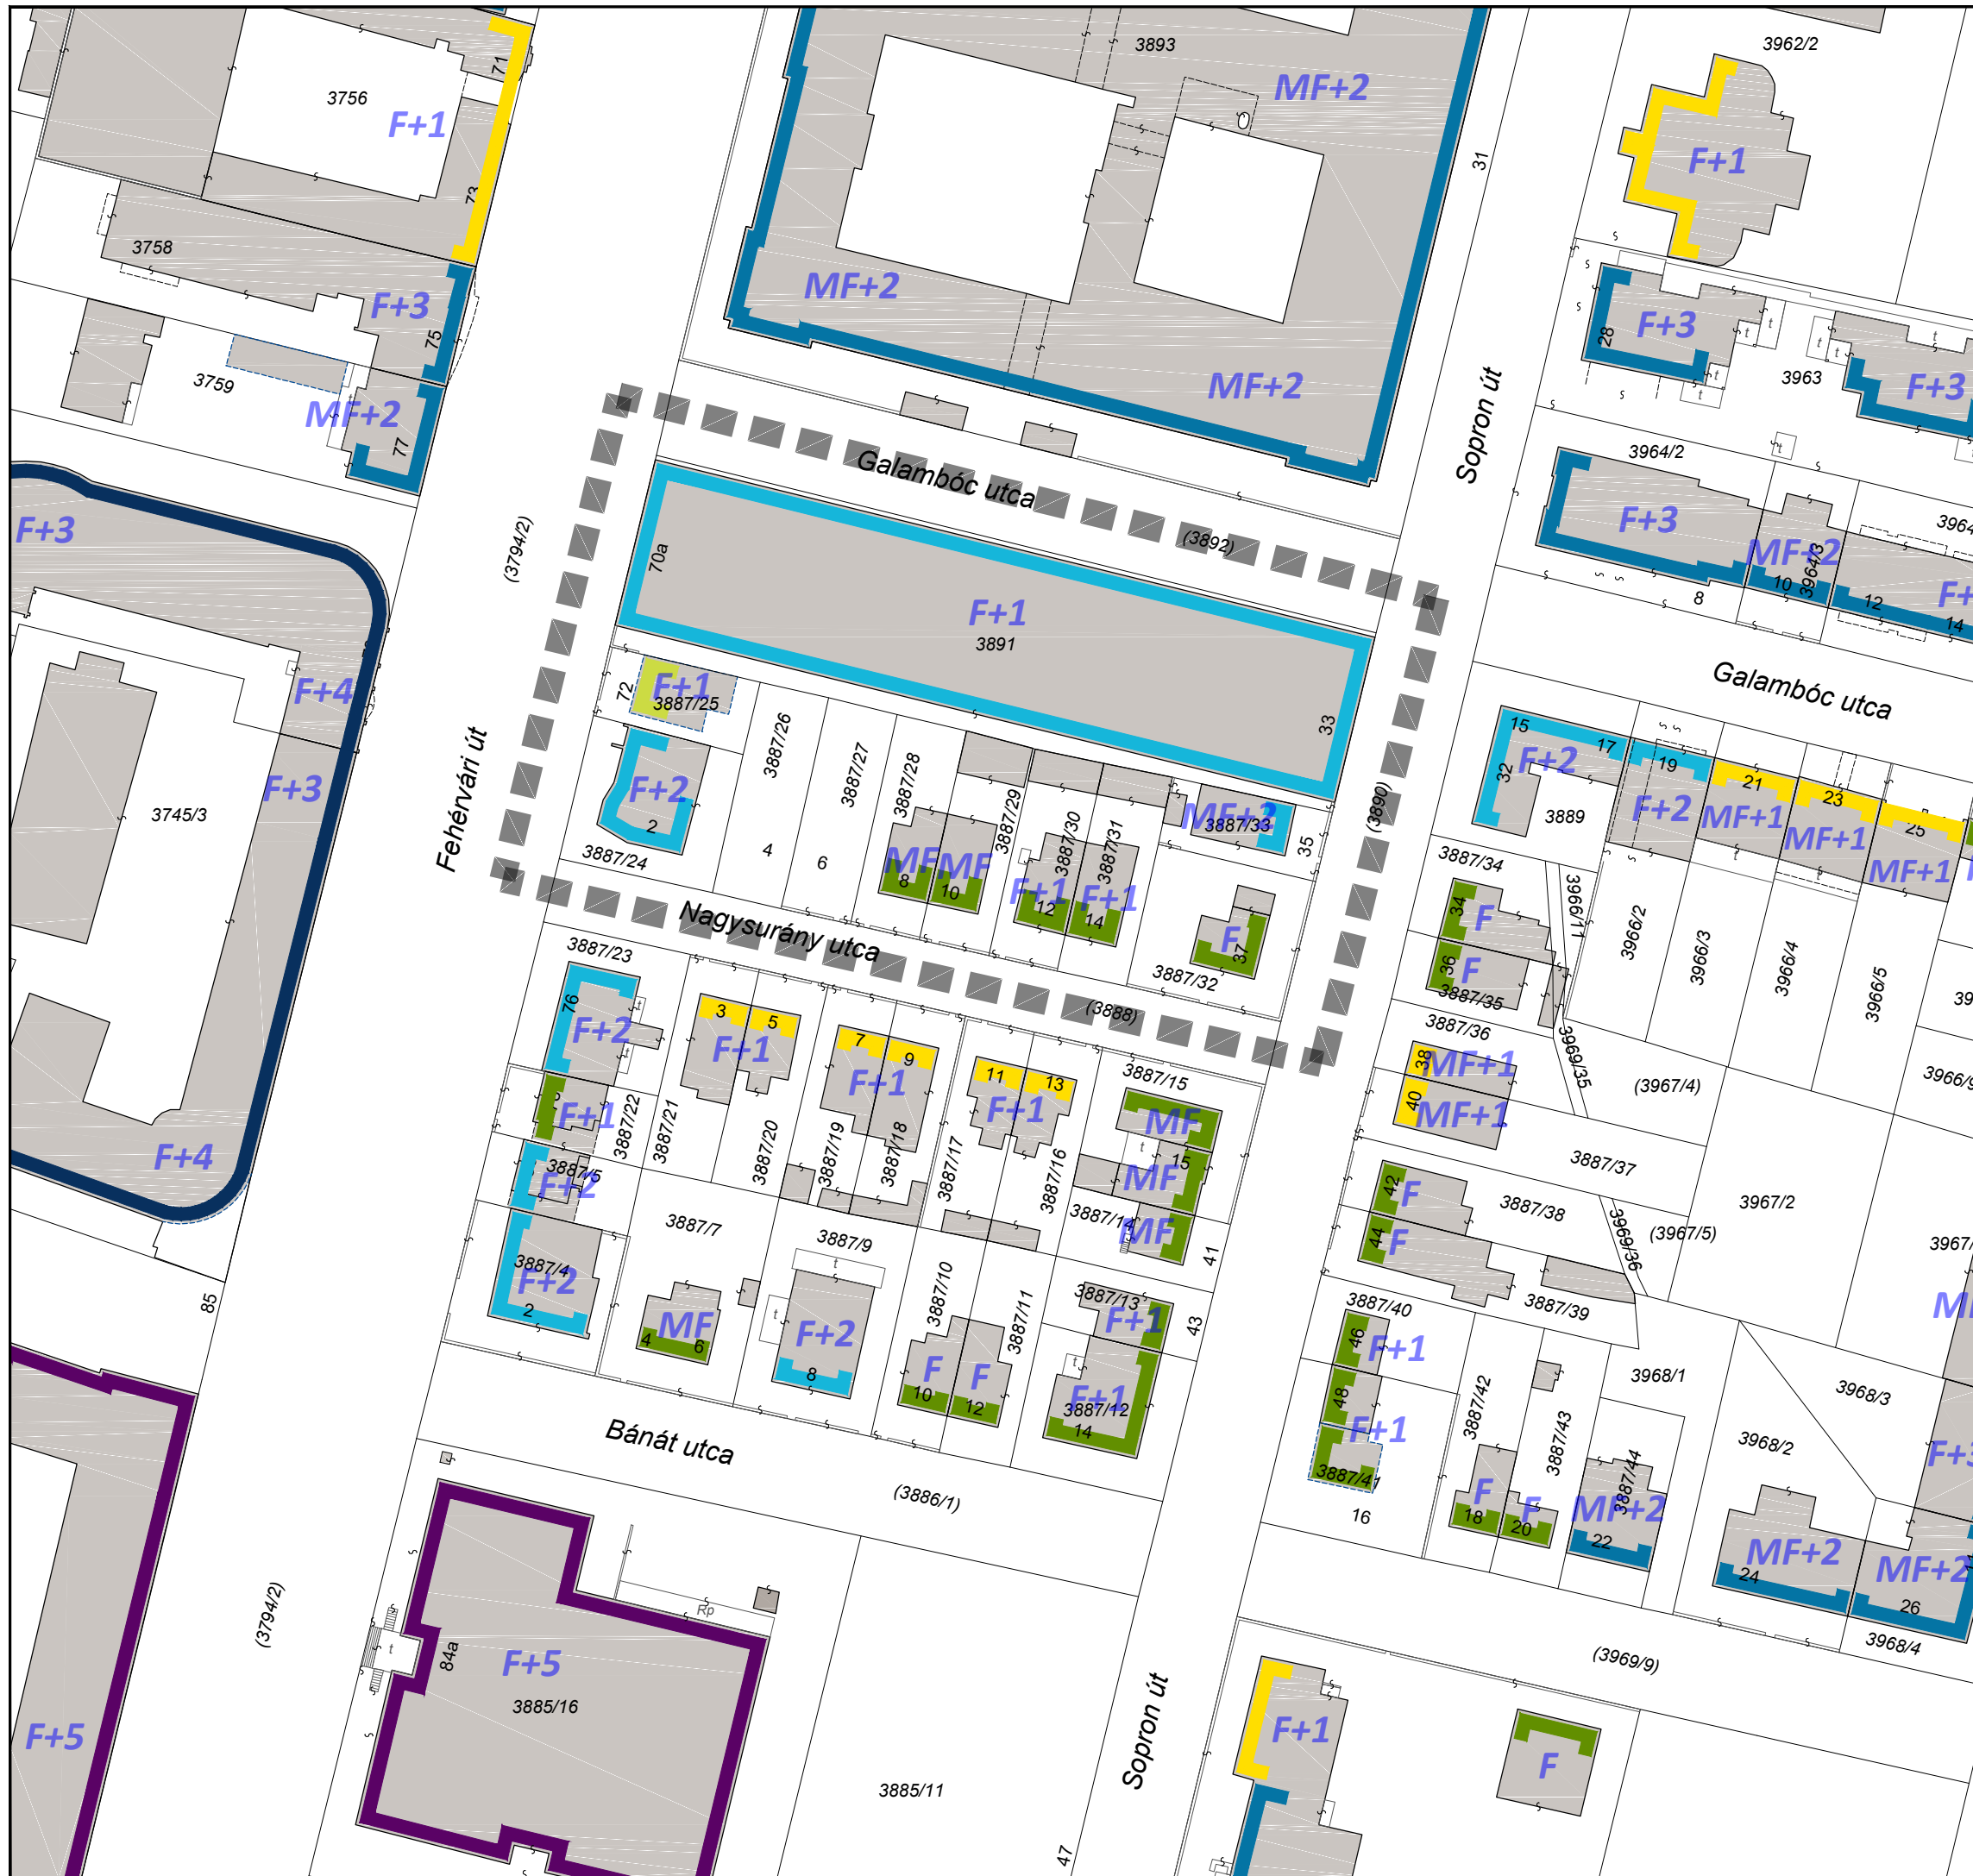 3893
3962/2
71
3756
MF+2
F+1
31
F+1
73
3758
MF+2
F+3
75
28
F+3
t
t
t
t
t
t
t
3963
F+3
3759
MF+2
MF+2
77
Sopron út
3964/2
t
Galambóc utca
F+3
F+3
(3794/2)
(3892)
70a
MF+2
10
3964/3
12
14
8
F+1
3891
F+4
72
F+1
3887/25
Galambóc utca
33
15
17
19
21
23
25
F+2
32
F+2
MF+1
MF+1
MF+1
3889
Fehérvári út
F+3
3745/3
F+2
2
3887/24
3887/26
3887/27
3887/28
3887/29
3887/30
3887/31
MF+2
3887/33
35
(3890)
4
6
MF
MF
8
10
F+1
F+1
12
14
F
37
3887/32
3887/34
34
F
36
F
3887/35
3966/11
3966/2
3966/3
3966/4
3966/5
Nagysurány utca
(3888)
3887/23
76
F+2
t
t
3
5
F+1
7
9
F+1
11
13
F+1
3887/15
3887/36
38
MF+1
40
MF+1
3969/35
(3967/4)
F+1
3887/22
3887/21
3887/20
3887/19
3887/18
3887/17
3887/16
MF
t
15
MF
3887/14
MF
41
3887/37
F+4
3887/5
F+2
42
F
44
F
3887/38
3969/36
(3967/5)
3967/2
3887/7
3887/9
3887/4
F+2
2
MF
4
6
t
t
F+2
8
3887/10
3887/11
F
F
10
12
3887/13
F+1
43
t
F+1
3887/12
14
3887/39
3887/40
46
F+1
48
F+1
3887/41
16
3887/42
3887/43
3887/44
F
18
F
20
MF+2
22
3968/1
3968/2
3968/3
MF+2
24
MF+2
26
3968/4
85
Bánát utca
(3886/1)
(3794/2)
Rp
t
84a
F+5
3885/16
F+5
(3969/9)
Sopron út
F+1
F
3885/11
47